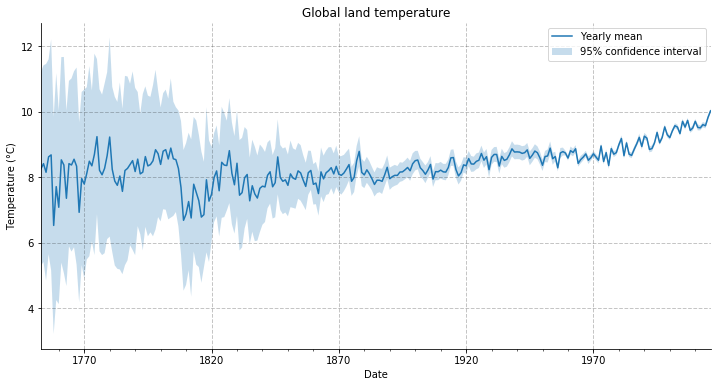 Global land temperature
Yearly mean
95% confidence interval
Temperature (°C)
12
10
8
6
4
1770
1820
1870
1920
1970
Date